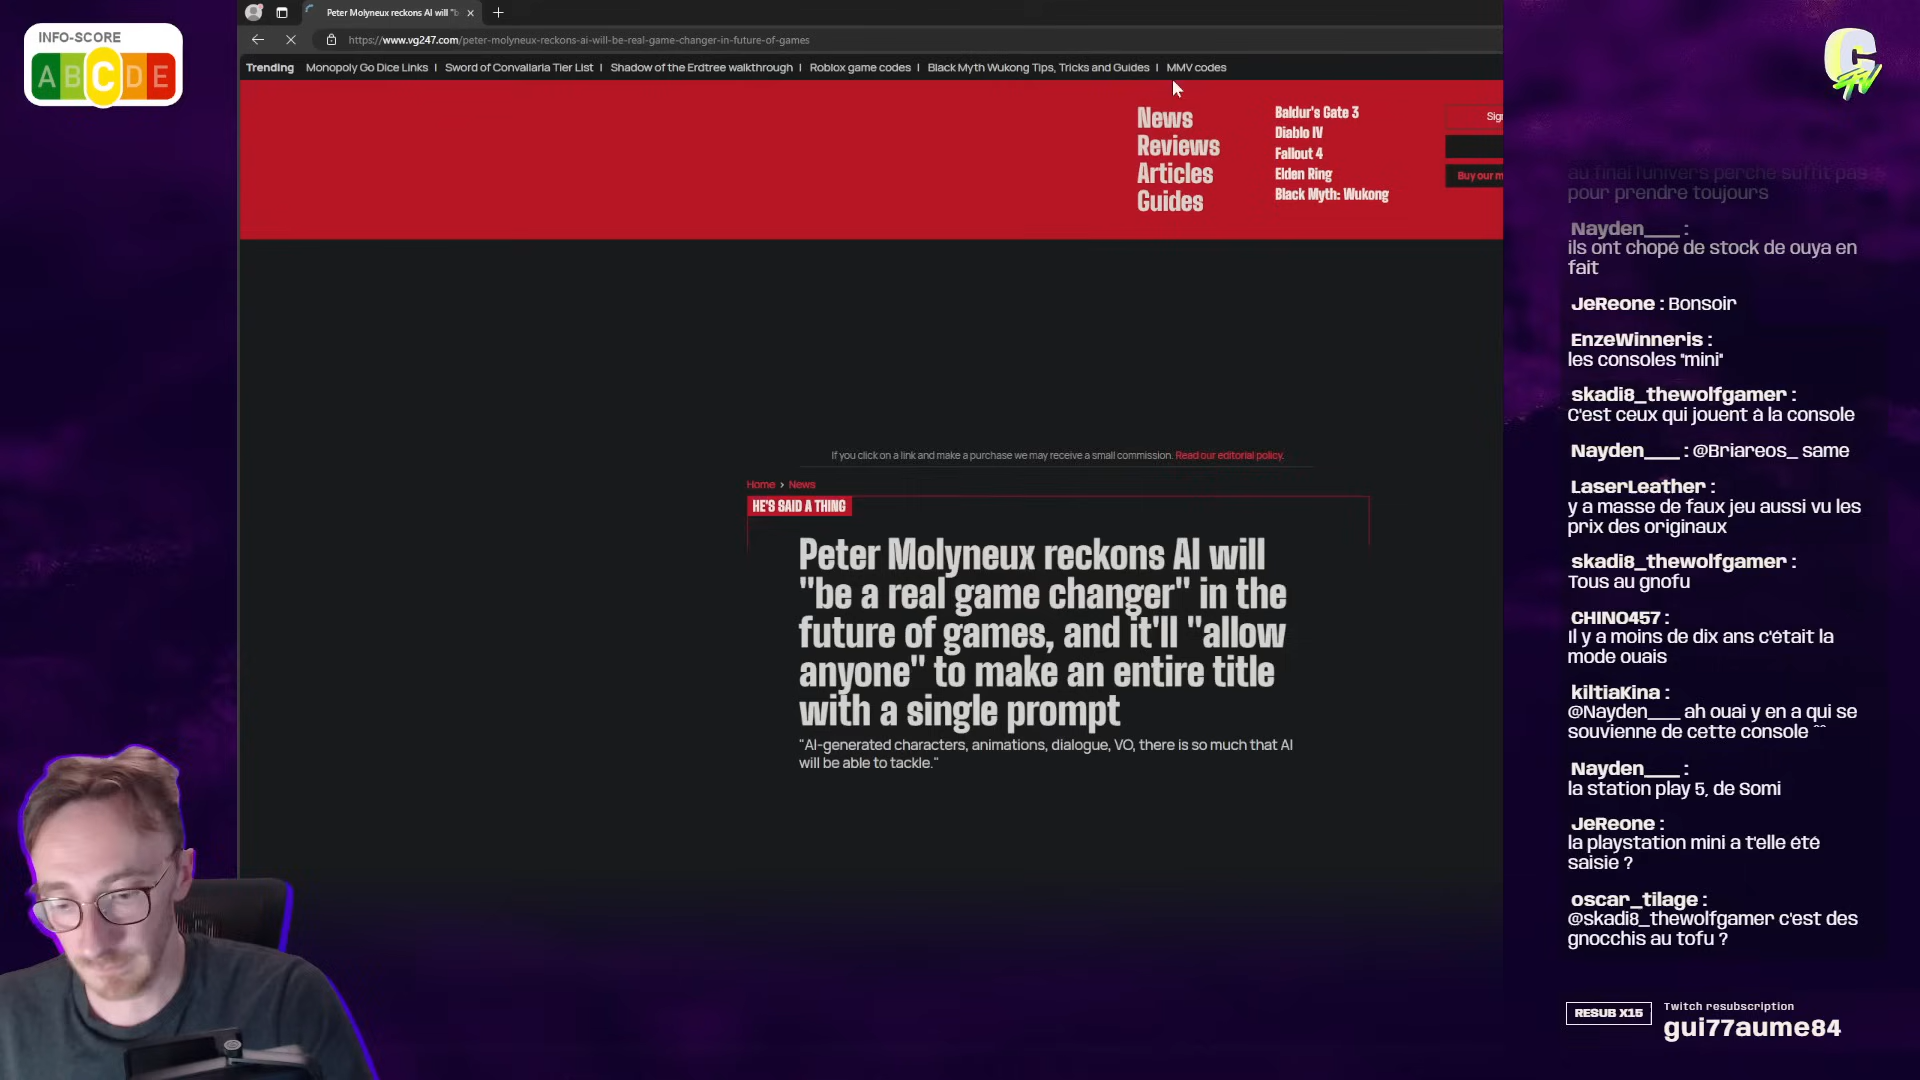 INFO-SCORE
A B C D E
Peter Molyneux reckons AI will "b
https://www.vg247.com/peter-molyneux-reckons-ai-will-be-real-game-changer-in-future-of-games
Trending Monopoly Go Dice Links | Sword of Convallaria Tier List | Shadow of the Erdtree walkthrough | Roblox game codes | Black Myth Wukong Tips, Tricks and Guides | MMV codes
News
Reviews
Articles
Guides
Baldur's Gate 3
Diablo IV
Fallout 4
Elden Ring
Black Myth: Wukong
Sig
Buy our m
If you click on a link and make a purchase we may receive a small commission. Read our editorial policy.
Home > News
HE'S SAID A THING
Peter Molyneux reckons AI will
"be a real game changer" in the
future of games, and it'll "allow
anyone" to make an entire title
with a single prompt
"AI-generated characters, animations, dialogue, VO, there is so much that AI
will be able to tackle."
C TV
au final l'univers perché suffit pas
pour prendre toujours
Nayden___ :
ils ont chopé de stock de ouya en
fait
JeReone : Bonsoir
EnzeWinneris :
les consoles "mini"
skadi8_thewolfgamer :
C'est ceux qui jouent à la console
Nayden___ : @Briareos_ same
LaserLeather :
y a masse de faux jeu aussi vu les
prix des originaux
skadi8_thewolfgamer :
Tous au gnofu
CHINO457 :
Il y a moins de dix ans c'était la
mode ouais
kiltiaKina :
@Nayden___ ah ouai y en a qui se
souvienne de cette console ^^
Nayden___ :
la station play 5, de Somi
JeReone :
la playstation mini a t'elle été
saisie ?
oscar_tilage :
@skadi8_thewolfgamer c'est des
gnocchis au tofu ?
RESUB X15
Twitch resubscription
gui77aume84